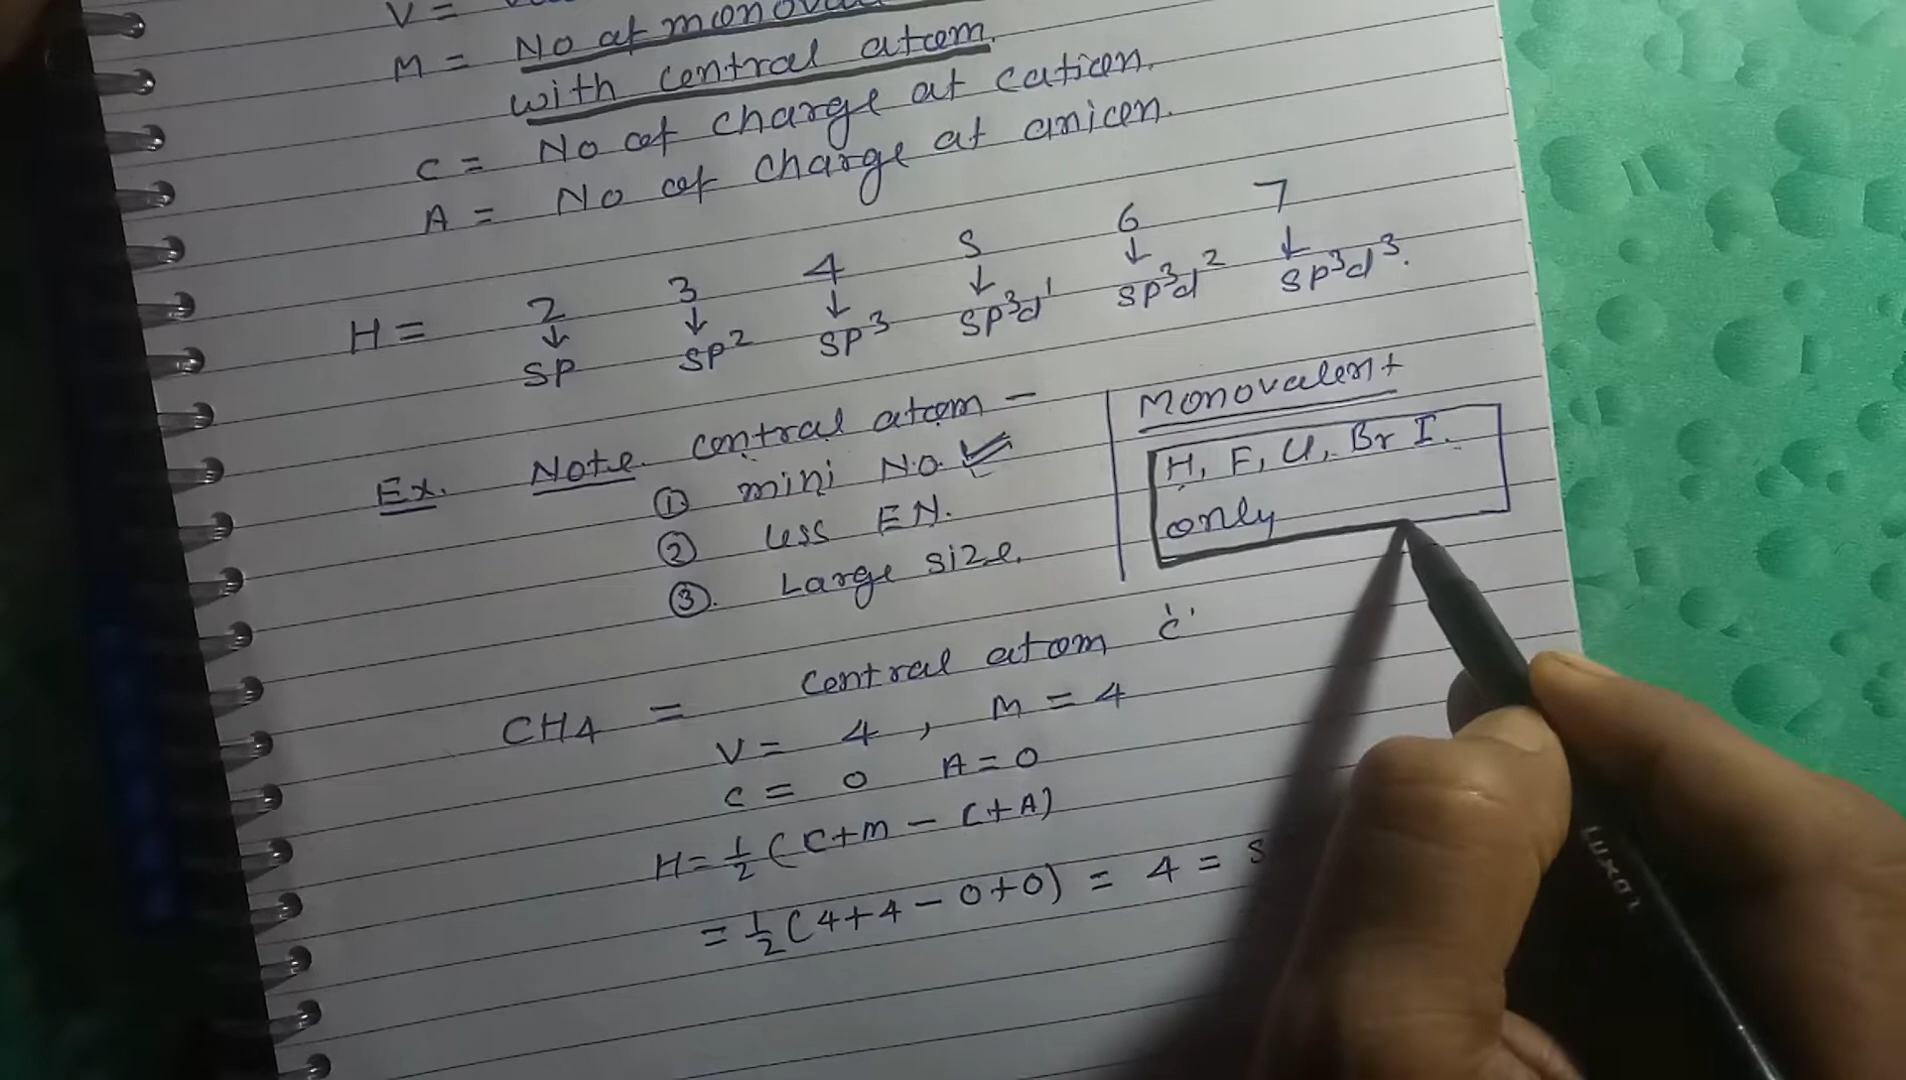 V =
M = No of monoval
with central atom.
C = No of charge at cation.
A = No of charge at anion.
2 3 4 5 6 7
↓ ↓ ↓ ↓ ↓ ↓
H = SP SP² SP³ SP³d¹ SP³d² SP³d³.
Ex. Note. central atom -
① mini No.
② less EN.
③. Large size.
Monovalent
H, F, Cl, Br I.
only
CH4 = Central atom 'c'
V = 4, M = 4
C = 0 A = 0
H = ½ (C+M - C+A)
= ½ (4+4 - 0+0) = 4 = S
LUXOR